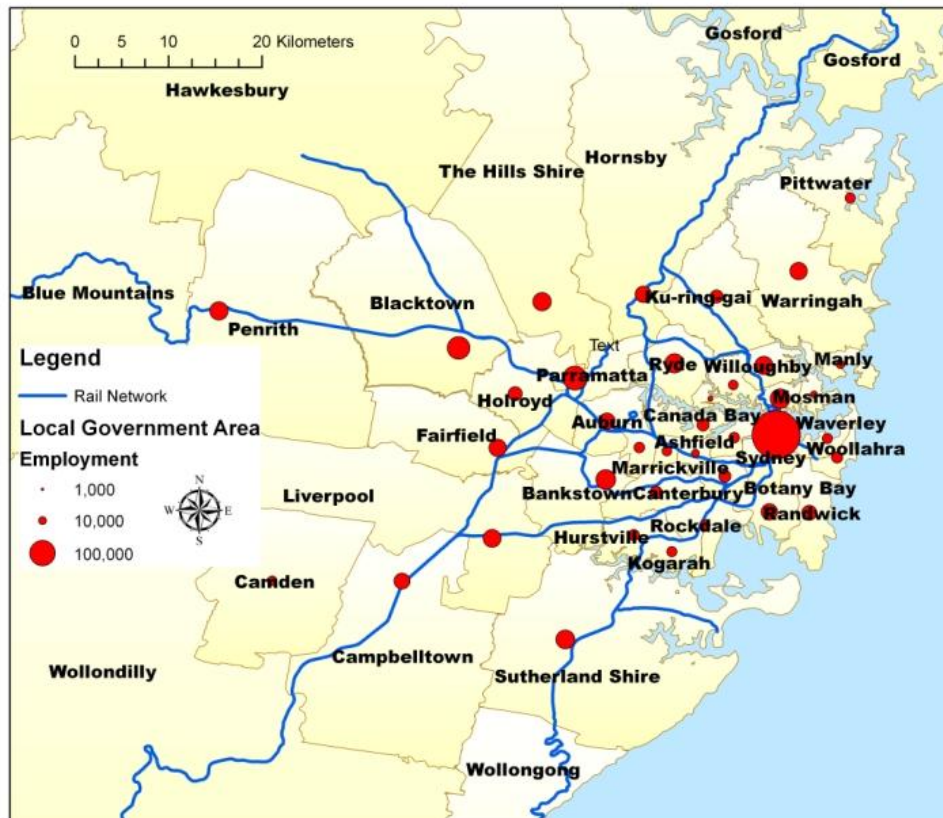 0 5 10 20 Kilometers
Gosford
Gosford
Hawkesbury
The Hills Shire
Hornsby
Pittwater
Blue Mountains
Penrith
Blacktown
Ku-ring gai
Warringah
Text
Legend
Rail Network
Local Government Area
Employment
1,000
10,000
100,000
N
W E
S
Parramatta
Ryde
Willoughby
Manly
Holroyd
Mosman
Auburn
Canada Bay
Waverley
Fairfield
Ashfield
Woollahra
Sydney
Marrickville
Liverpool
Bankstown
Canterbury
Botany Bay
Randwick
Rockdale
Hurstville
Kogarah
Camden
Campbelltown
Wollondilly
Sutherland Shire
Wollongong